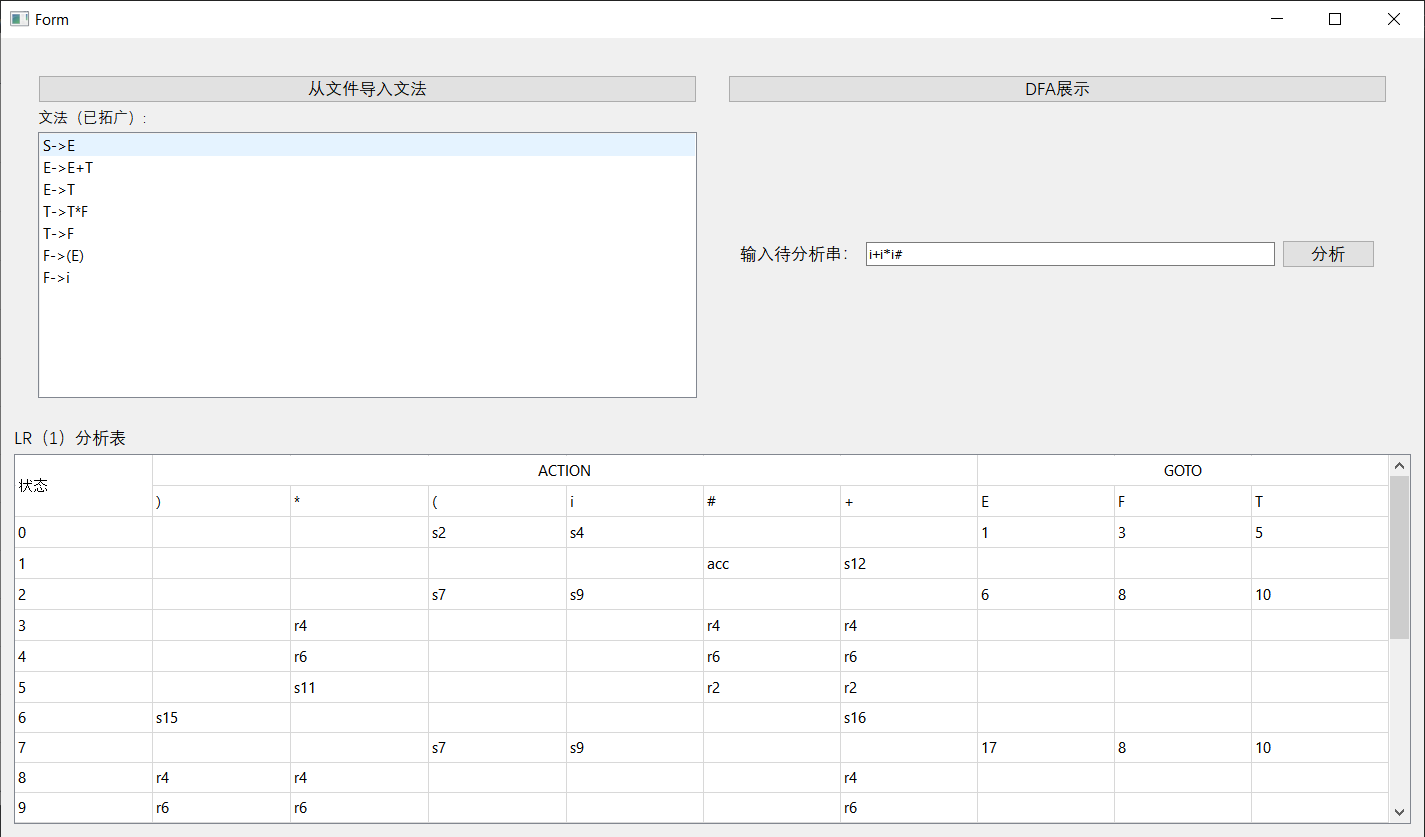 Form
从文件导入文法 DFA展示
文法（已拓广）:
S->E
E->E+T
E->T
T->T*F
T->F
F->(E)
F->i
输入待分析串: i+i*i# 分析
LR（1）分析表
状态 ACTION GOTO
) * ( i # + E F T
0 s2 s4 1 3 5
1 acc s12
2 s7 s9 6 8 10
3 r4 r4 r4
4 r6 r6 r6
5 s11 r2 r2
6 s15 s16
7 s7 s9 17 8 10
8 r4 r4 r4
9 r6 r6 r6